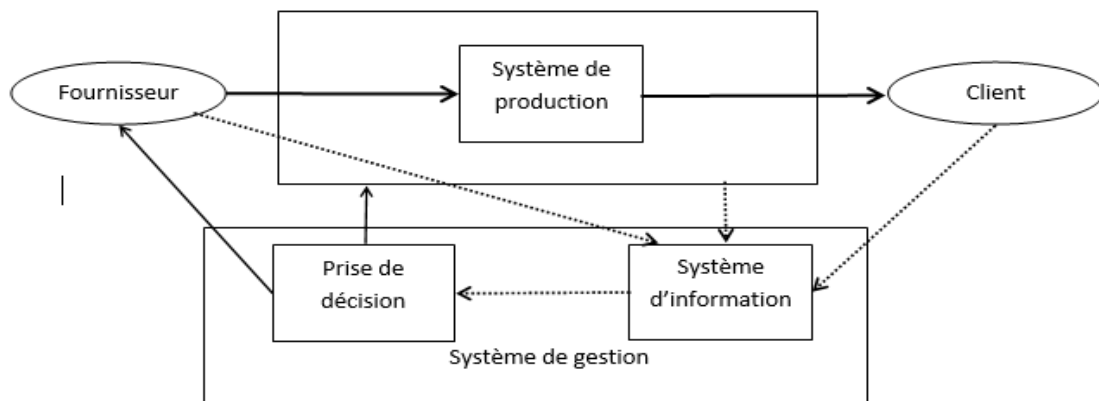 Système de
production
Fournisseur
Client
Prise de
décision
Système
d’information
Système de gestion